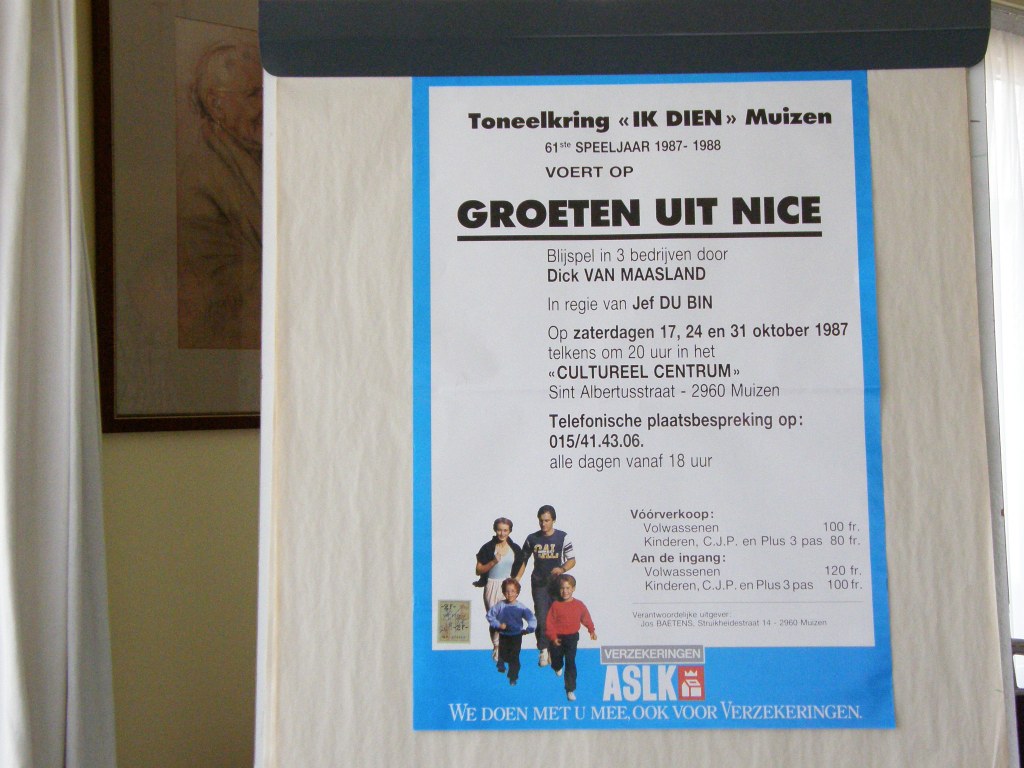 Toneelkring «IK DIEN» Muizen
61ste SPEELJAAR 1987- 1988
VOERT OP
GROETEN UIT NICE
Blijspel in 3 bedrijven door
Dick VAN MAASLAND
In regie van Jef DU BIN
Op zaterdagen 17, 24 en 31 oktober 1987
telkens om 20 uur in het
«CULTUREEL CENTRUM»
Sint Albertusstraat - 2960 Muizen
Telefonische plaatsbespreking op:
015/41.43.06.
alle dagen vanaf 18 uur
Vóórverkoop:
Volwassenen 100 fr.
Kinderen, C.J.P. en Plus 3 pas 80 fr.
Aan de ingang:
Volwassenen 120 fr.
Kinderen, C.J.P. en Plus 3 pas 100 fr.
Verantwoordelijke uitgever:
Jos BAETENS, Struikheidestraat 14 - 2960 Muizen
VERZEKERINGEN
ASLK
WE DOEN MET U MEE, OOK VOOR VERZEKERINGEN.